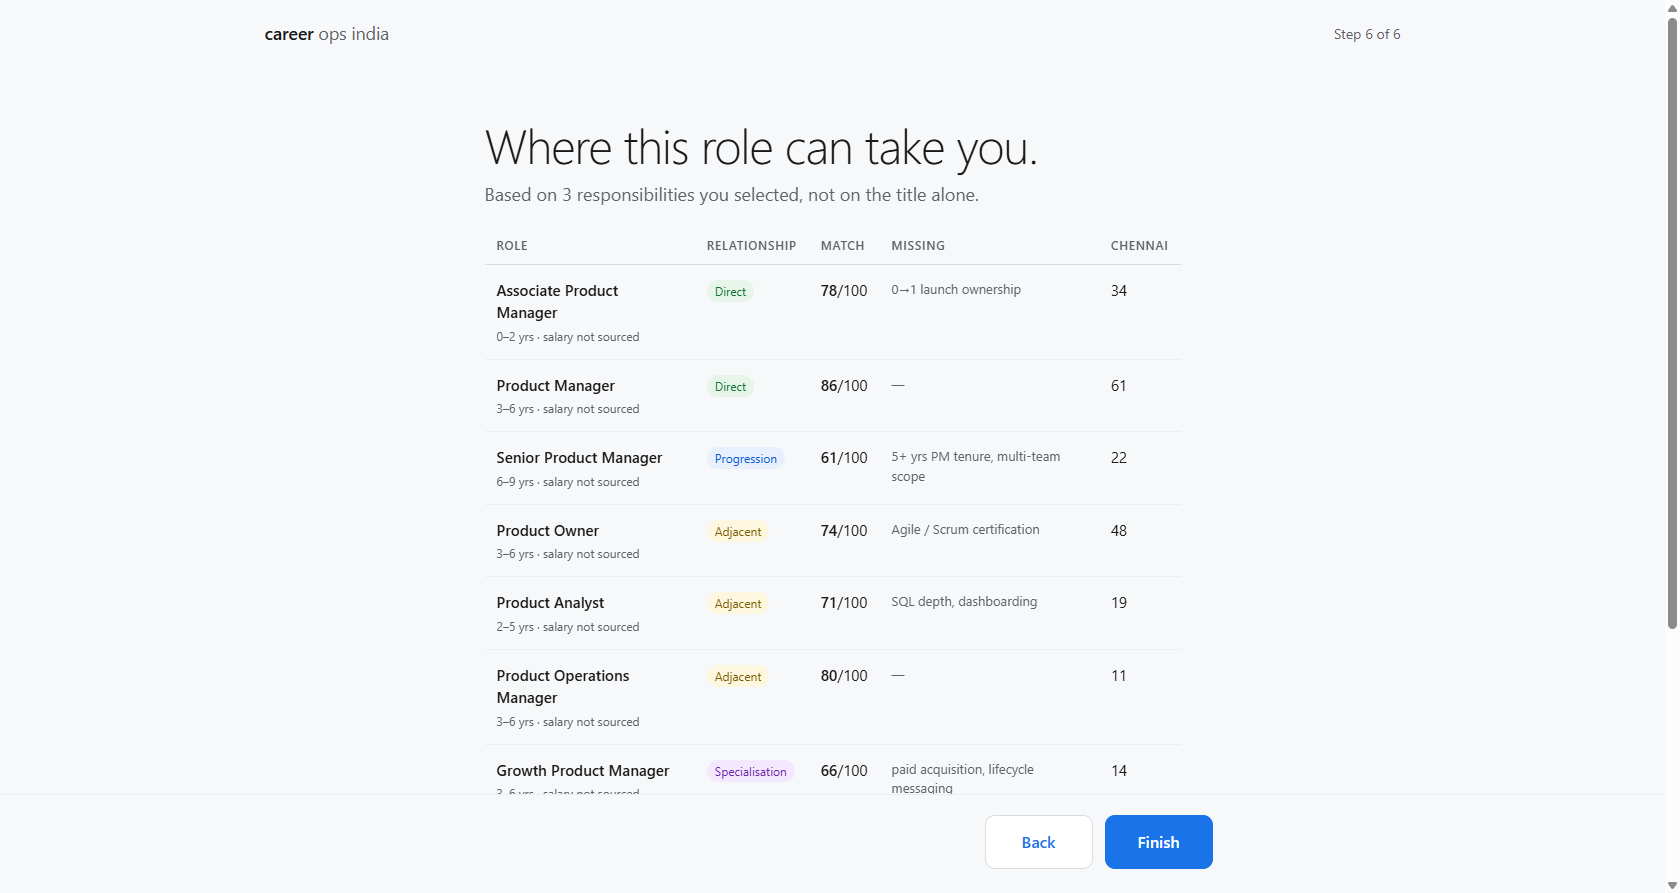 career ops india
Step 6 of 6
Where this role can take you.
Based on 3 responsibilities you selected, not on the title alone.
ROLE RELATIONSHIP MATCH MISSING CHENNAI
Associate Product Direct 78/100 0→1 launch ownership 34
Manager
0–2 yrs · salary not sourced
Product Manager Direct 86/100 — 61
3–6 yrs · salary not sourced
Senior Product Manager Progression 61/100 5+ yrs PM tenure, multi-team 22
scope
6–9 yrs · salary not sourced
Product Owner Adjacent 74/100 Agile / Scrum certification 48
3–6 yrs · salary not sourced
Product Analyst Adjacent 71/100 SQL depth, dashboarding 19
2–5 yrs · salary not sourced
Product Operations Adjacent 80/100 — 11
Manager
3–6 yrs · salary not sourced
Growth Product Manager Specialisation 66/100 paid acquisition, lifecycle 14
messaging
3–6 yrs · salary not sourced
Back Finish